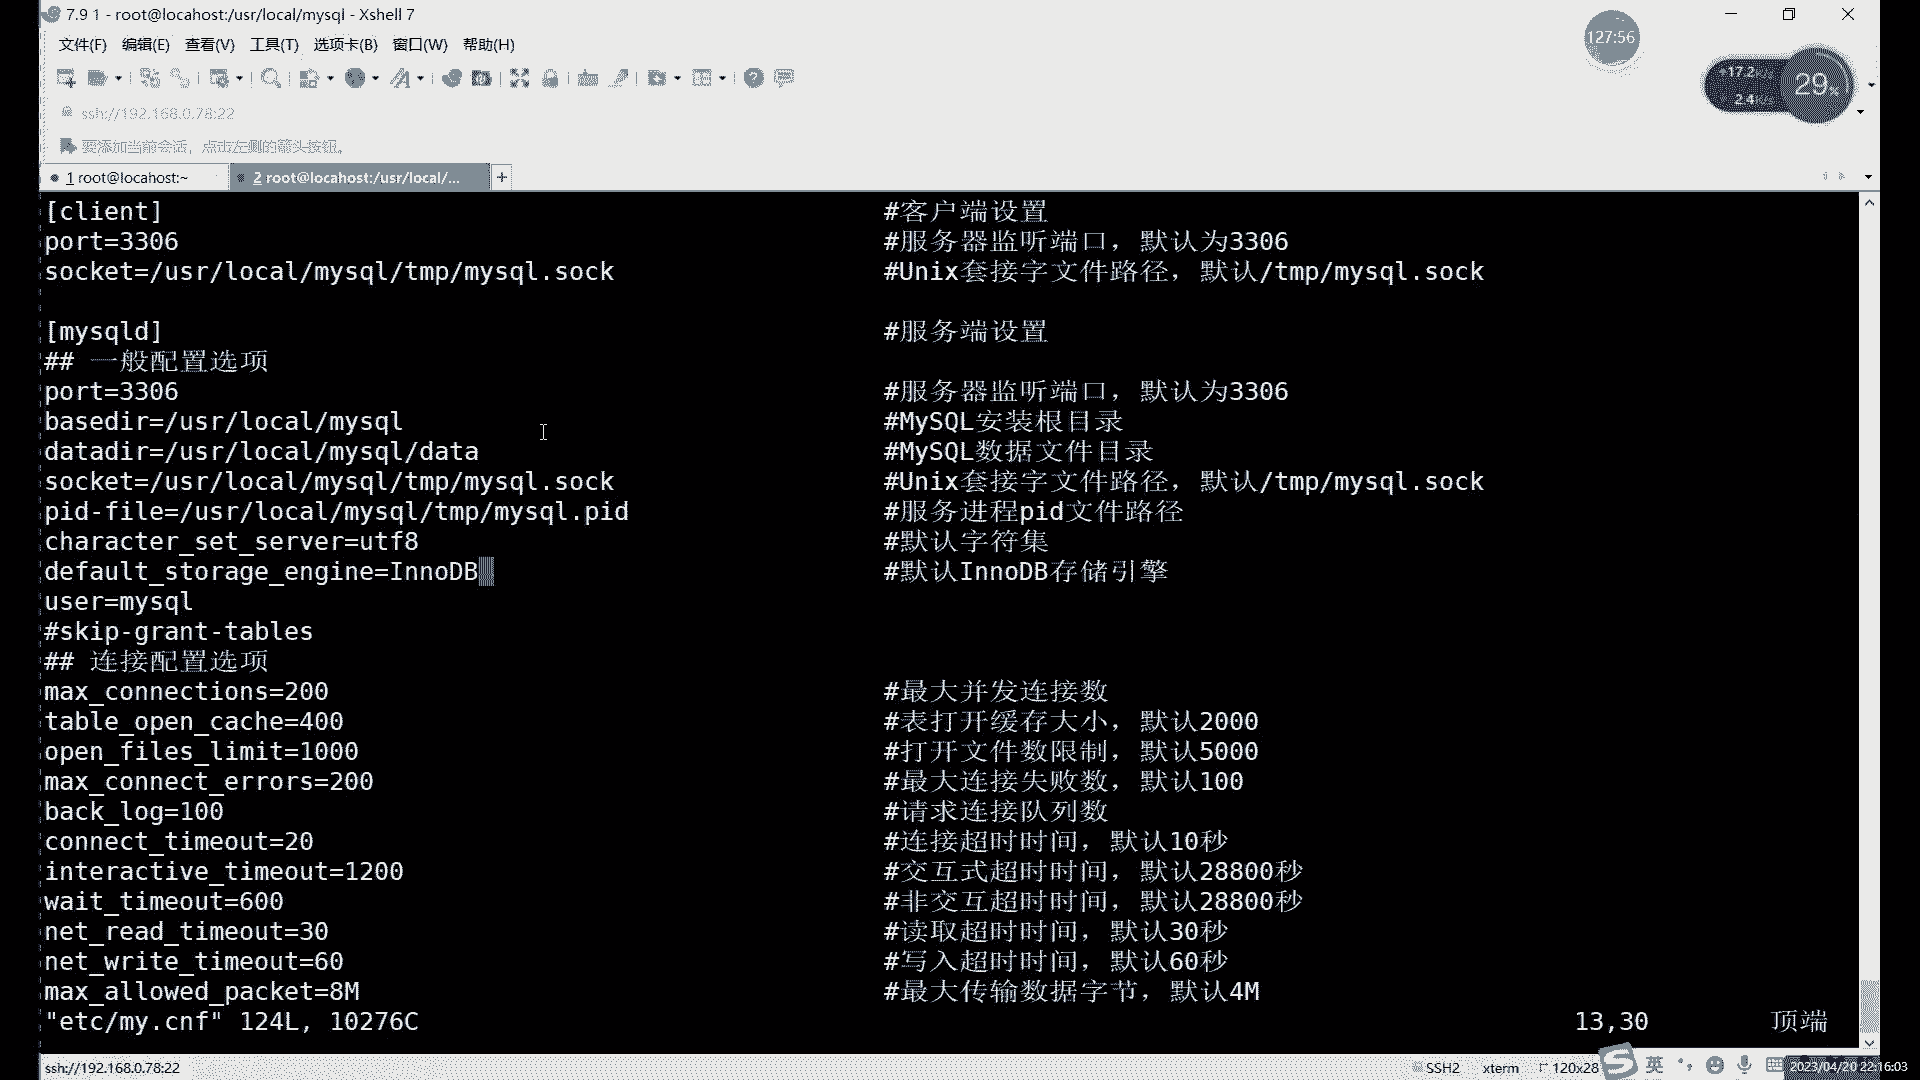 7.9 1 - root@locahost:/usr/local/mysql - Xshell 7
文件(F) 编辑(E) 查看(V) 工具(T) 选项卡(B) 窗口(W) 帮助(H)
127:56
17.2K/s
2.4K/s
29%
ssh://192.168.0.78:22
要添加当前会话，点击左侧的箭头按钮。
1 root@locahost:~
2 root@locahost:/usr/local/...
[client] #客户端设置
port=3306 #服务器监听端口，默认为3306
socket=/usr/local/mysql/tmp/mysql.sock #Unix套接字文件路径，默认/tmp/mysql.sock
[mysqld] #服务端设置
## 一般配置选项
port=3306 #服务器监听端口，默认为3306
basedir=/usr/local/mysql #MySQL安装根目录
datadir=/usr/local/mysql/data #MySQL数据文件目录
socket=/usr/local/mysql/tmp/mysql.sock #Unix套接字文件路径，默认/tmp/mysql.sock
pid-file=/usr/local/mysql/tmp/mysql.pid #服务进程pid文件路径
character_set_server=utf8 #默认字符集
default_storage_engine=InnoDB #默认InnoDB存储引擎
user=mysql
#skip-grant-tables
## 连接配置选项
max_connections=200 #最大并发连接数
table_open_cache=400 #表打开缓存大小，默认2000
open_files_limit=1000 #打开文件数限制，默认5000
max_connect_errors=200 #最大连接失败数，默认100
back_log=100 #请求连接队列数
connect_timeout=20 #连接超时时间，默认10秒
interactive_timeout=1200 #交互式超时时间，默认28800秒
wait_timeout=600 #非交互超时时间，默认28800秒
net_read_timeout=30 #读取超时时间，默认30秒
net_write_timeout=60 #写入超时时间，默认60秒
max_allowed_packet=8M #最大传输数据字节，默认4M
"etc/my.cnf" 124L, 10276C 13,30 顶端
ssh://192.168.0.78:22 SSH2 xterm 120x28 英 2023/04/20 22:16:03